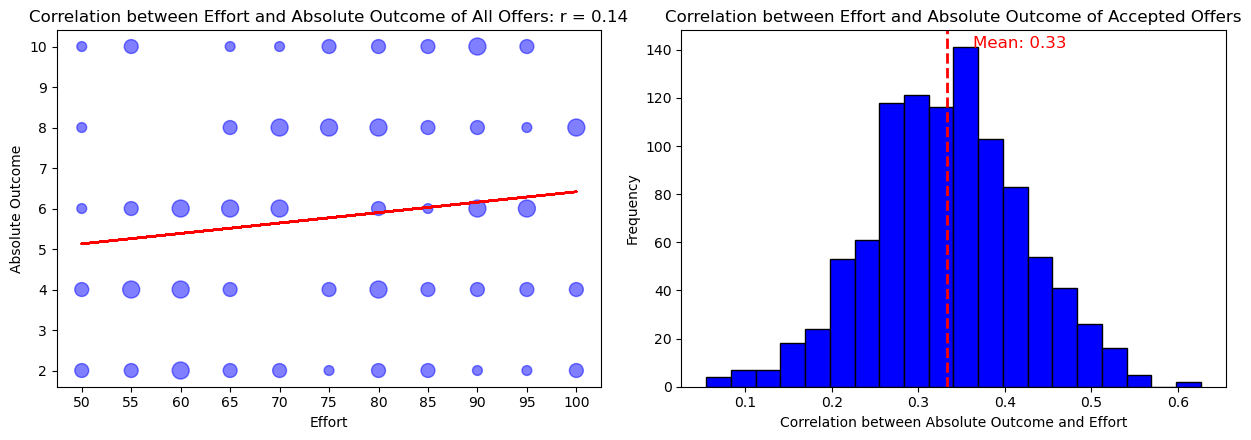 Correlation between Effort and Absolute Outcome of All Offers: r = 0.14
10
9
8
7
6
5
4
3
2
Absolute Outcome
50 55 60 65 70 75 80 85 90 95 100
Effort
Correlation between Effort and Absolute Outcome of Accepted Offers
Mean: 0.33
140
120
100
80
60
40
20
0
Frequency
0.1 0.2 0.3 0.4 0.5 0.6
Correlation between Absolute Outcome and Effort